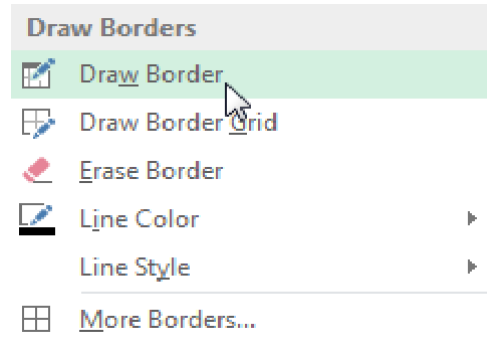 Draw Borders
Draw Border
Draw Border Grid
Erase Border
Line Color
Line Style
More Borders...